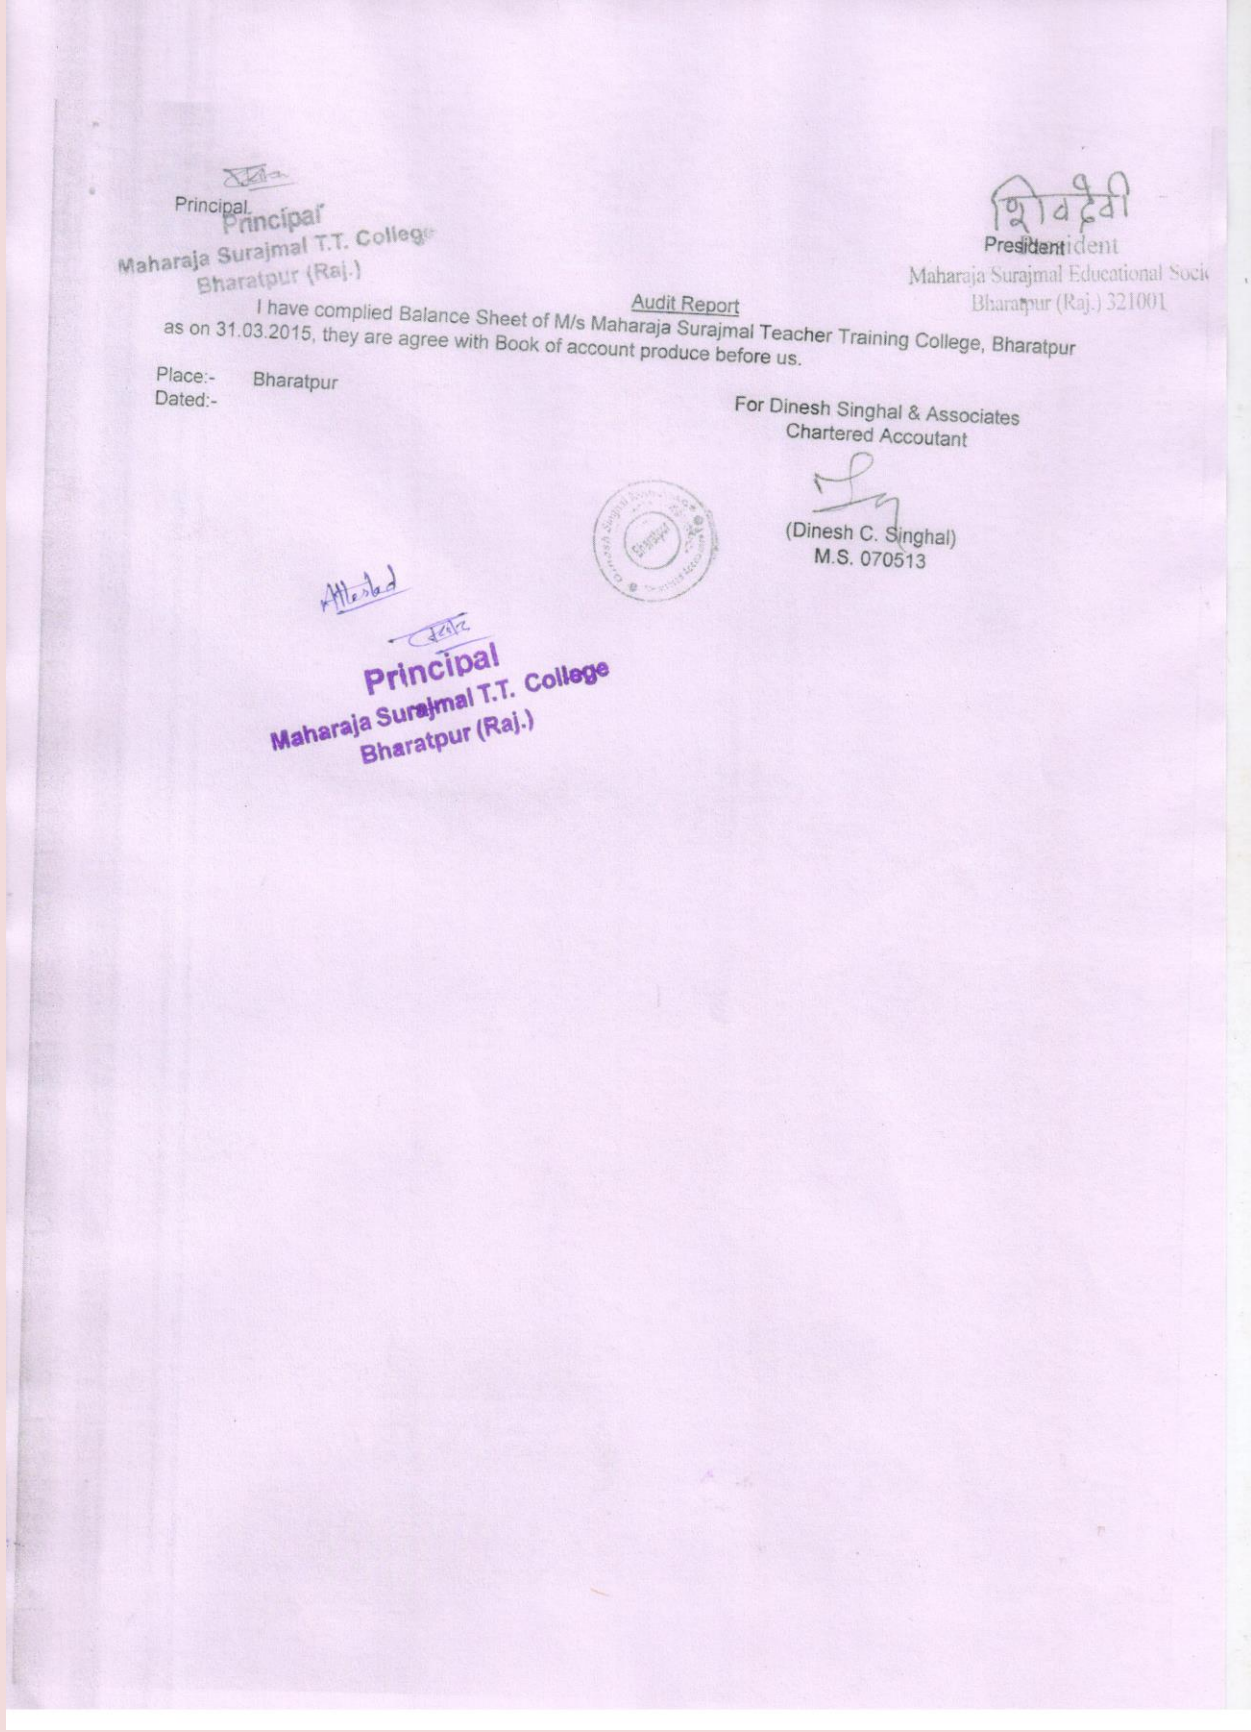 Principal
Principal
Maharaja Surajmal T.T. College
Bharatpur (Raj.)
शिवदेवी
President
President
Maharaja Surajmal Educational Socie
Bharatpur (Raj.) 321001
Audit Report
I have complied Balance Sheet of M/s Maharaja Surajmal Teacher Training College, Bharatpur
as on 31.03.2015, they are agree with Book of account produce before us.
Place:- Bharatpur
Dated:-
For Dinesh Singhal & Associates
Chartered Accoutant
(Dinesh C. Singhal)
M.S. 070513
Bharatpur
Attested
Principal
Maharaja Surajmal T.T. College
Bharatpur (Raj.)